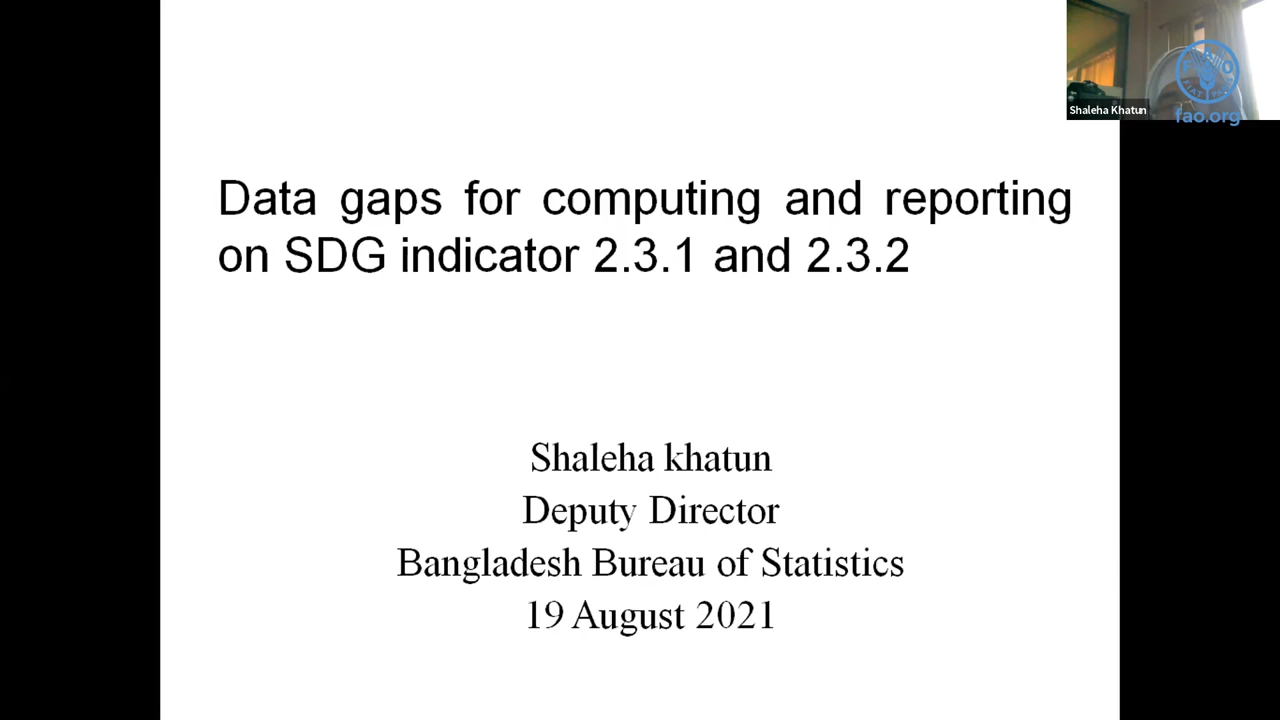 Shaleha Khatun
FAO
fao.org
Data gaps for computing and reporting
on SDG indicator 2.3.1 and 2.3.2
Shaleha khatun
Deputy Director
Bangladesh Bureau of Statistics
19 August 2021